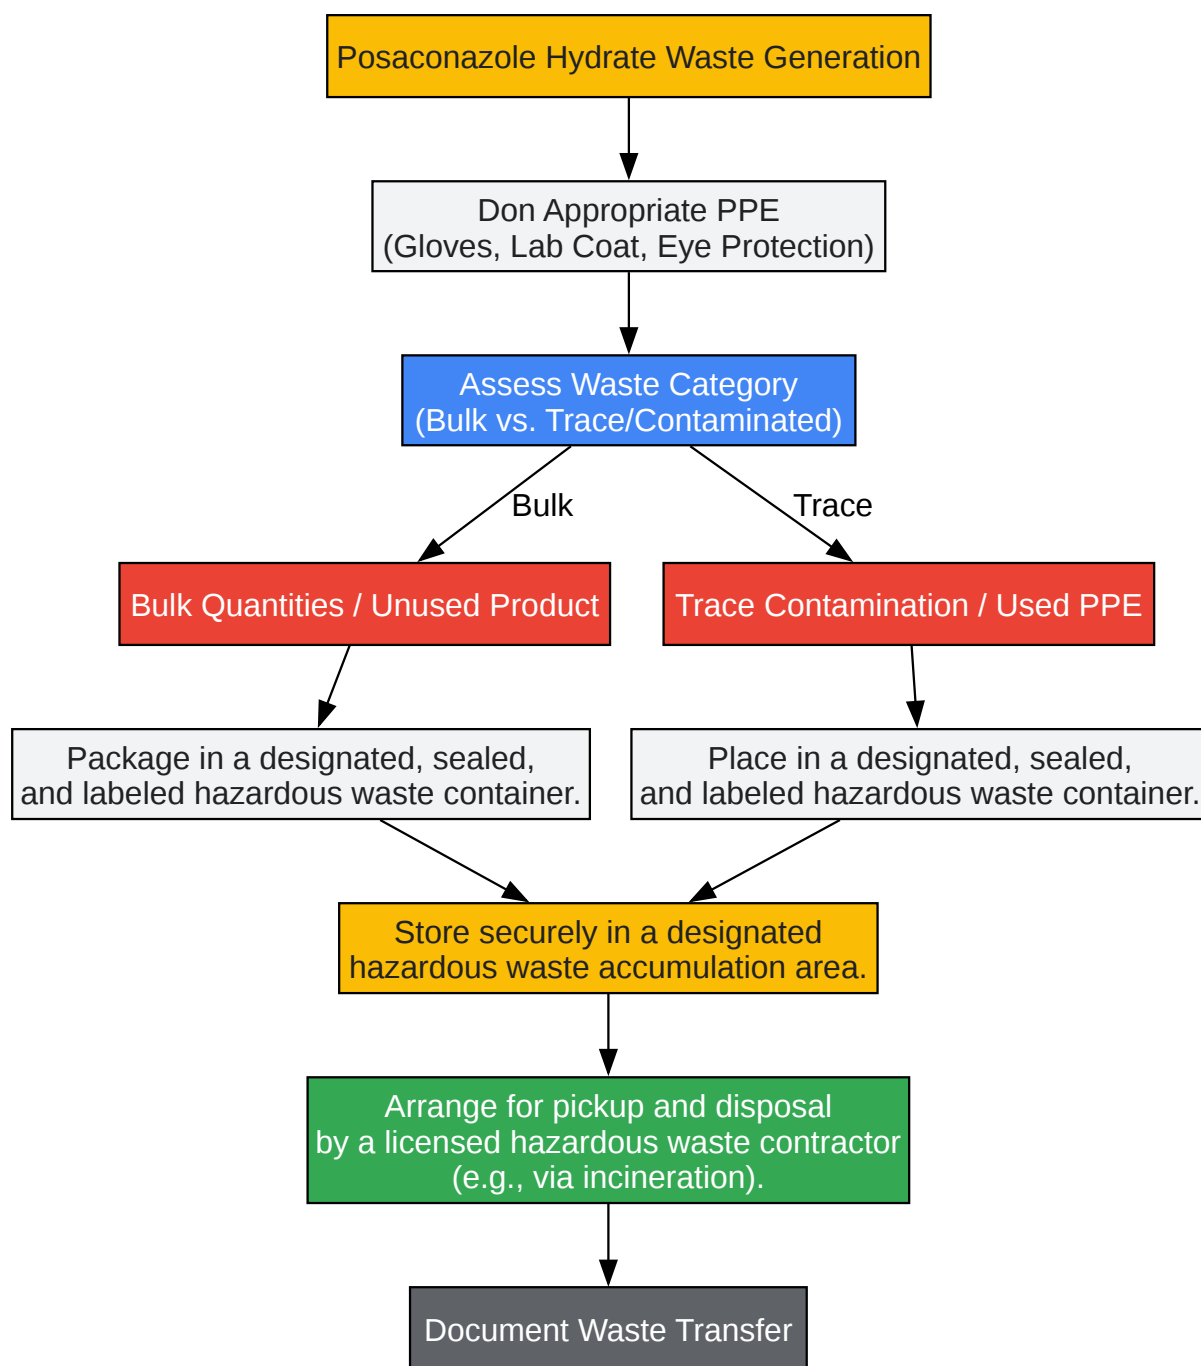 Posaconazole Hydrate Waste Generation
Don Appropriate PPE
(Gloves, Lab Coat, Eye Protection)
Assess Waste Category
(Bulk vs. Trace/Contaminated)
Bulk
Trace
Bulk Quantities / Unused Product
Trace Contamination / Used PPE
Package in a designated, sealed,
and labeled hazardous waste container.
Place in a designated, sealed,
and labeled hazardous waste container.
Store securely in a designated
hazardous waste accumulation area.
Arrange for pickup and disposal
by a licensed hazardous waste contractor
(e.g., via incineration).
Document Waste Transfer